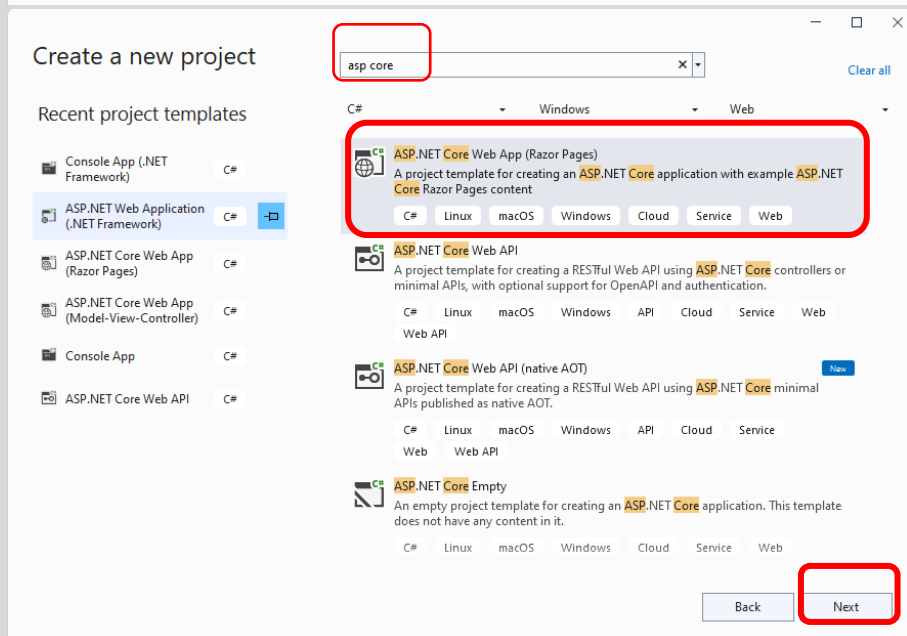 Create a new project
asp core
Clear all
Recent project templates
C# Windows Web
Console App (.NET
Framework)
C#
ASP.NET Web Application
(.NET Framework)
C#
ASP.NET Core Web App
(Razor Pages)
C#
ASP.NET Core Web App
(Model-View-Controller)
C#
Console App
C#
ASP.NET Core Web API
C#
ASP.NET Core Web App (Razor Pages)
A project template for creating an ASP.NET Core application with example ASP.NET
Core Razor Pages content
C# Linux macOS Windows Cloud Service Web
ASP.NET Core Web API
A project template for creating a RESTful Web API using ASP.NET Core controllers or
minimal APIs, with optional support for OpenAPI and authentication.
C# Linux macOS Windows API Cloud Service Web
Web API
ASP.NET Core Web API (native AOT)
New
A project template for creating a RESTful Web API using ASP.NET Core minimal
APIs published as native AOT.
C# Linux macOS Windows API Cloud Service
Web Web API
ASP.NET Core Empty
An empty project template for creating an ASP.NET Core application. This template
does not have any content in it.
C# Linux macOS Windows Cloud Service Web
Back Next